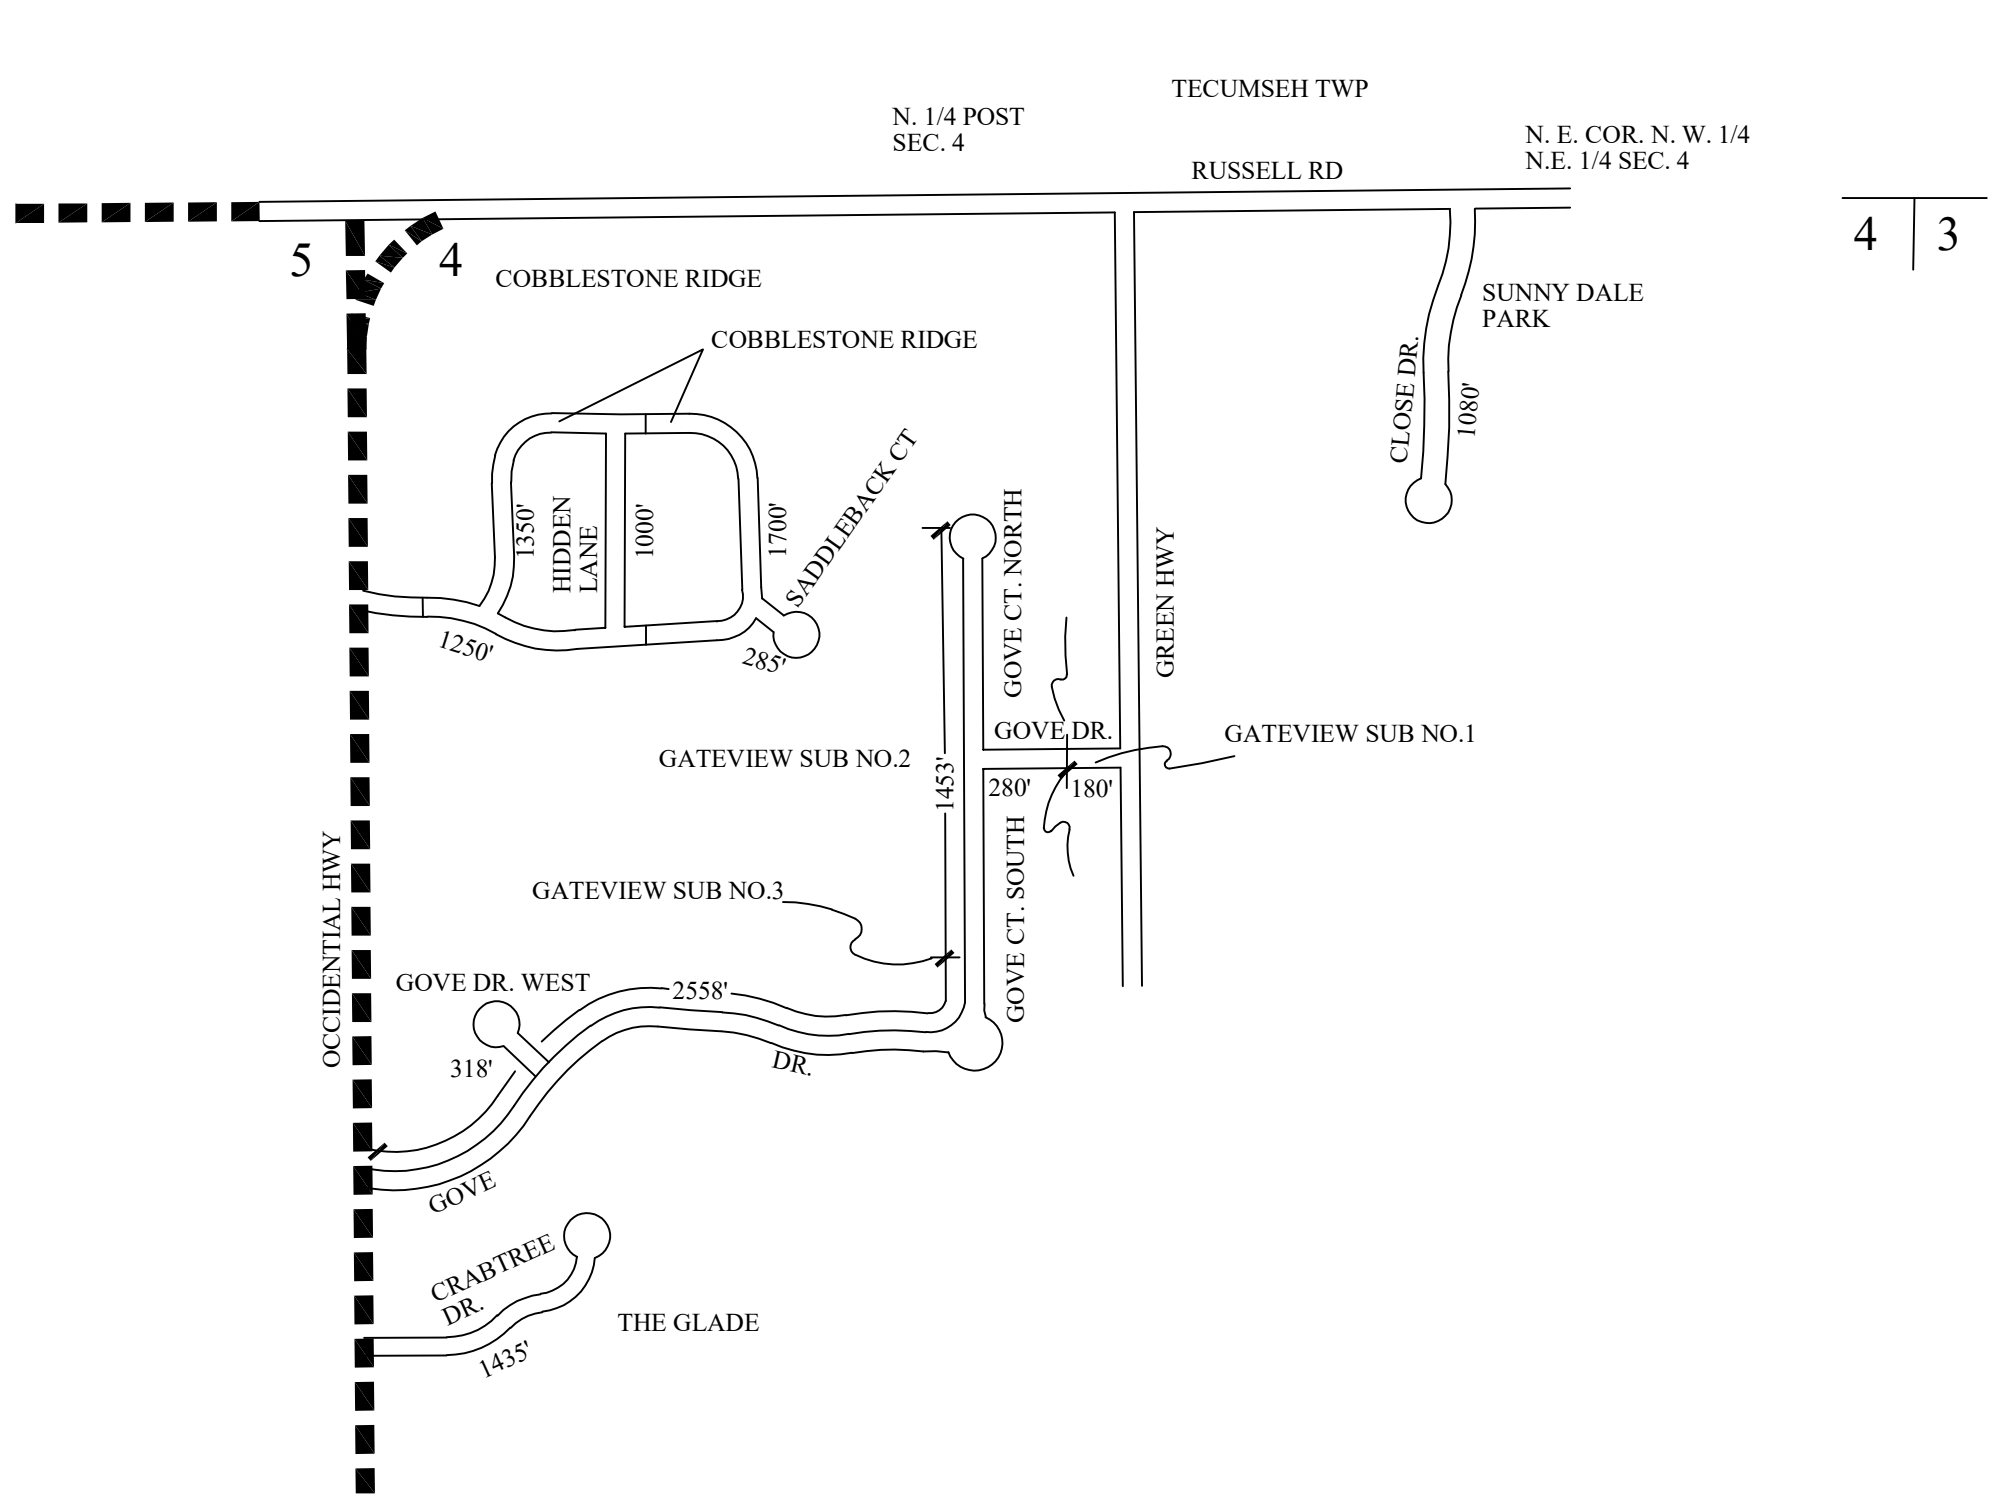 TECUMSEH TWP
N. 1/4 POST
SEC. 4
N. E. COR. N. W. 1/4
N.E. 1/4 SEC. 4
RUSSELL RD
5
4
4
3
COBBLESTONE RIDGE
SUNNY DALE
PARK
COBBLESTONE RIDGE
CLOSE DR.
1080'
SADDLEBACK CT
1350'
HIDDEN
LANE
1000'
1700'
GOVE CT. NORTH
GREEN HWY
1250'
285'
GOVE DR.
GATEVIEW SUB NO.1
GATEVIEW SUB NO.2
1453'
280'
180'
OCCIDENTIAL HWY
GOVE CT. SOUTH
GATEVIEW SUB NO.3
GOVE DR. WEST
2558'
318'
DR.
GOVE
CRABTREE
DR.
THE GLADE
1435'